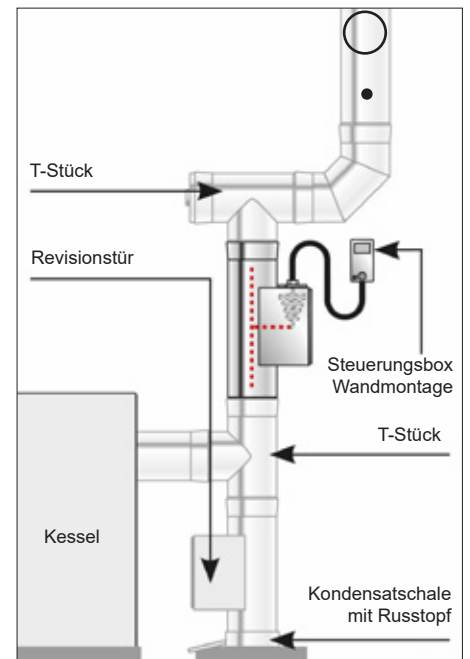 T-Stück
Revisionstür
Steuerungsbox
Wandmontage
T-Stück
Kessel
Kondensatschale
mit Russtopf